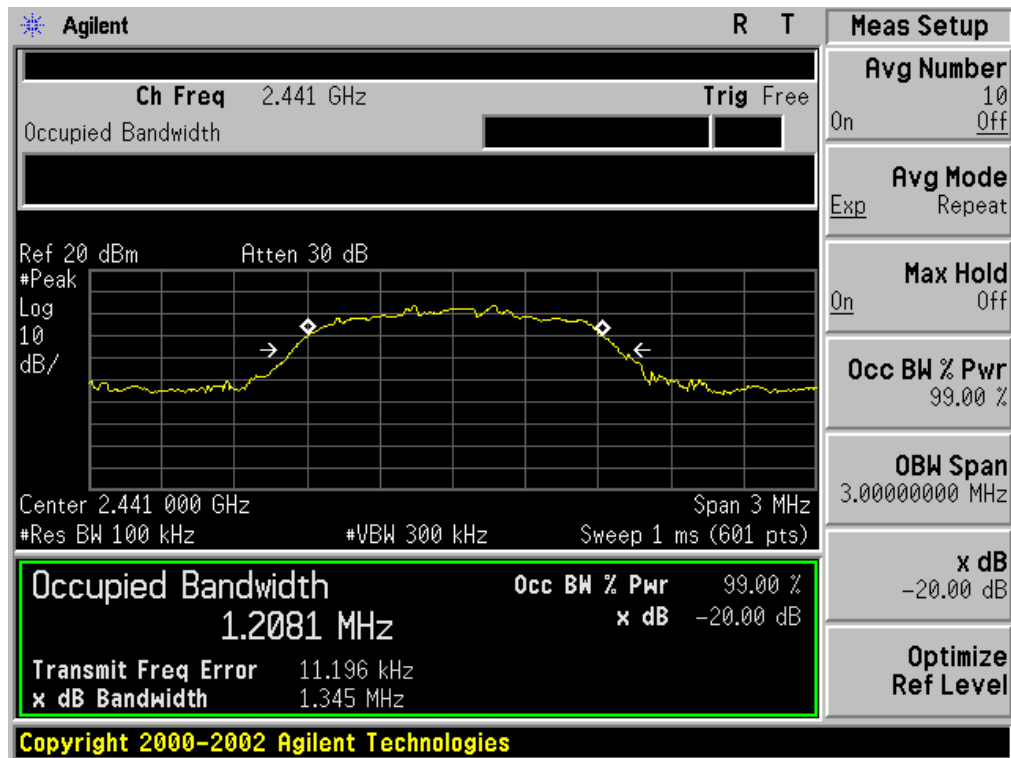 Agilent R T
Ch Freq 2.441 GHz Trig Free
Occupied Bandwidth
Ref 20 dBm Atten 30 dB
#Peak
Log
10
dB/
Center 2.441 000 GHz Span 3 MHz
#Res BW 100 kHz #VBW 300 kHz Sweep 1 ms (601 pts)
Occupied Bandwidth Occ BW % Pwr 99.00 %
1.2081 MHz x dB -20.00 dB
Transmit Freq Error 11.196 kHz
x dB Bandwidth 1.345 MHz
Copyright 2000-2002 Agilent Technologies
Meas Setup
Avg Number
10
On Off
Avg Mode
Exp Repeat
Max Hold
On Off
Occ BW % Pwr
99.00 %
OBW Span
3.00000000 MHz
x dB
-20.00 dB
Optimize
Ref Level